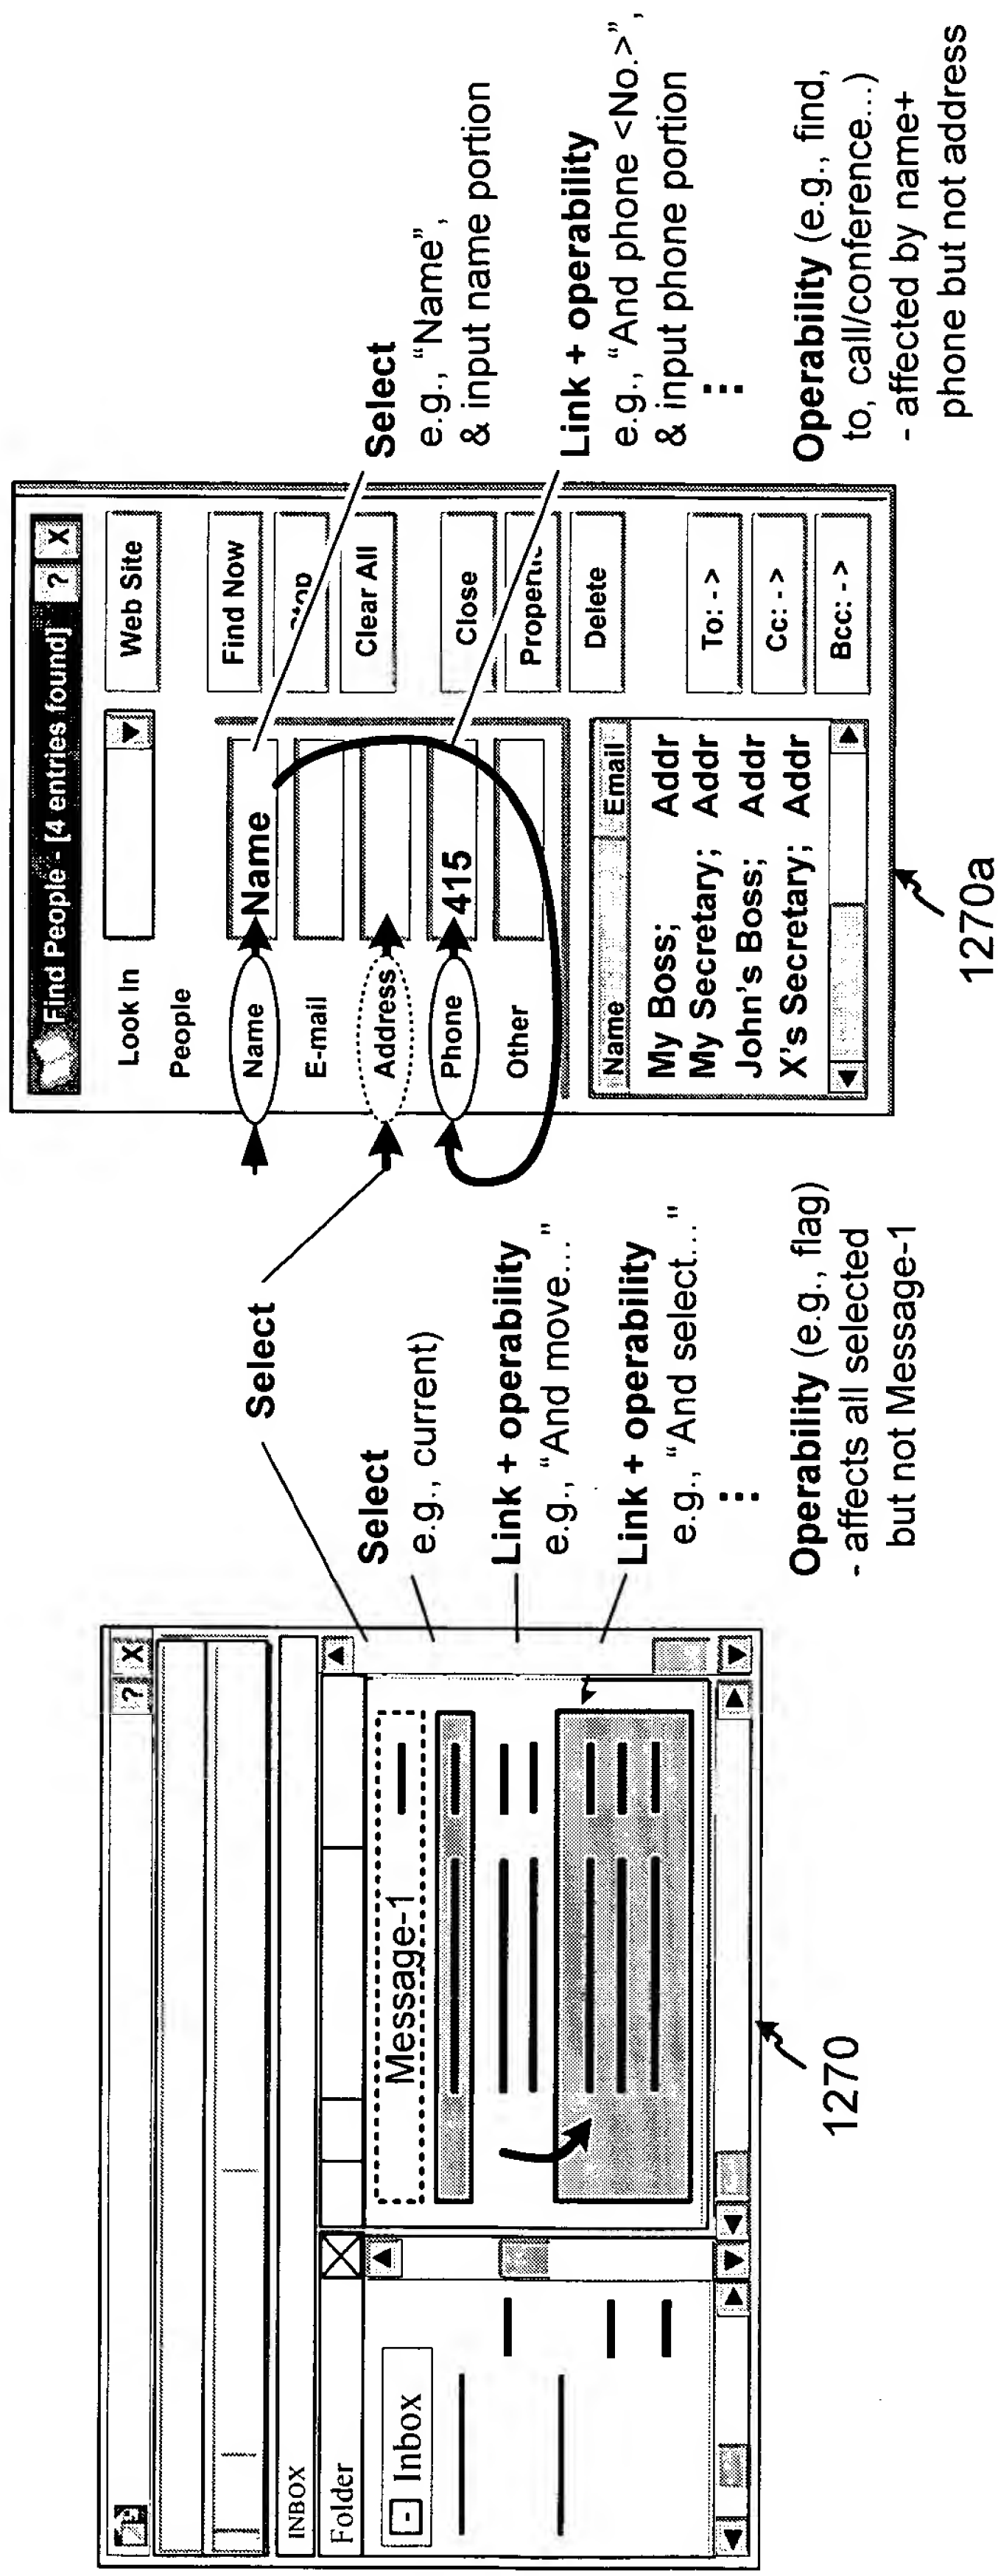 INBOX
Folder
- Inbox
? X
Message-1
1270
Select
Select
e.g., current)
Link + operability
e.g., “And move...”
Link + operability
e.g., “And select...”
Operability (e.g., flag)
- affects all selected
but not Message-1
Find People - [4 entries found] ? X
Look In
Web Site
People
Name
Name
Find Now
E-mail
Address
Clear All
Phone
415
Close
Other
Delete
Name Email
My Boss; Addr
My Secretary; Addr
John's Boss; Addr
X's Secretary; Addr
To: - >
Cc: - >
Bcc: - >
1270a
Select
e.g., “Name”,
& input name portion
Link + operability
e.g., “And phone <No.>”,
& input phone portion
Operability (e.g., find,
to, call/conference...)
- affected by name+
phone but not address